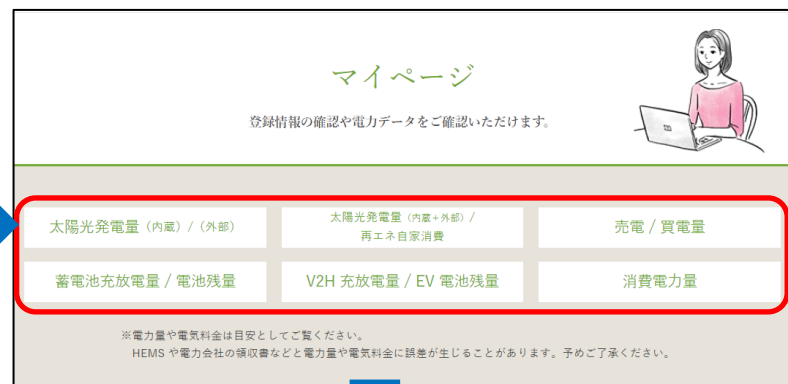 マイページ
登録情報の確認や電力データをご確認いただけます。
太陽光発電量（内蔵）/（外部）
太陽光発電量（内蔵+外部）/
再エネ自家消費
売電 / 買電量
蓄電池充放電量 / 電池残量
V2H 充放電量 / EV 電池残量
消費電力量
※電力量や電気料金は目安としてご覧ください。
HEMS や電力会社の領収書などと電力量や電気料金に誤差が生じることがあります。予めご了承ください。